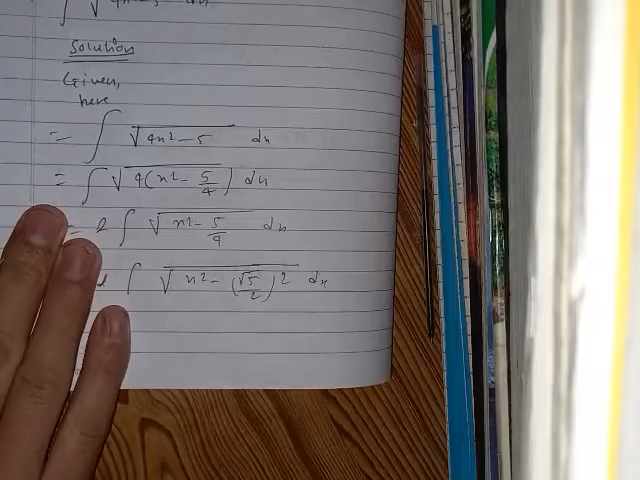 Solution
Given,
here
= ∫ √4x² - 5 dx
= ∫ √4(x² - 5/4) dx
= 2 ∫ √x² - 5/4 dx
∫ √x² - (√5/2)² dx